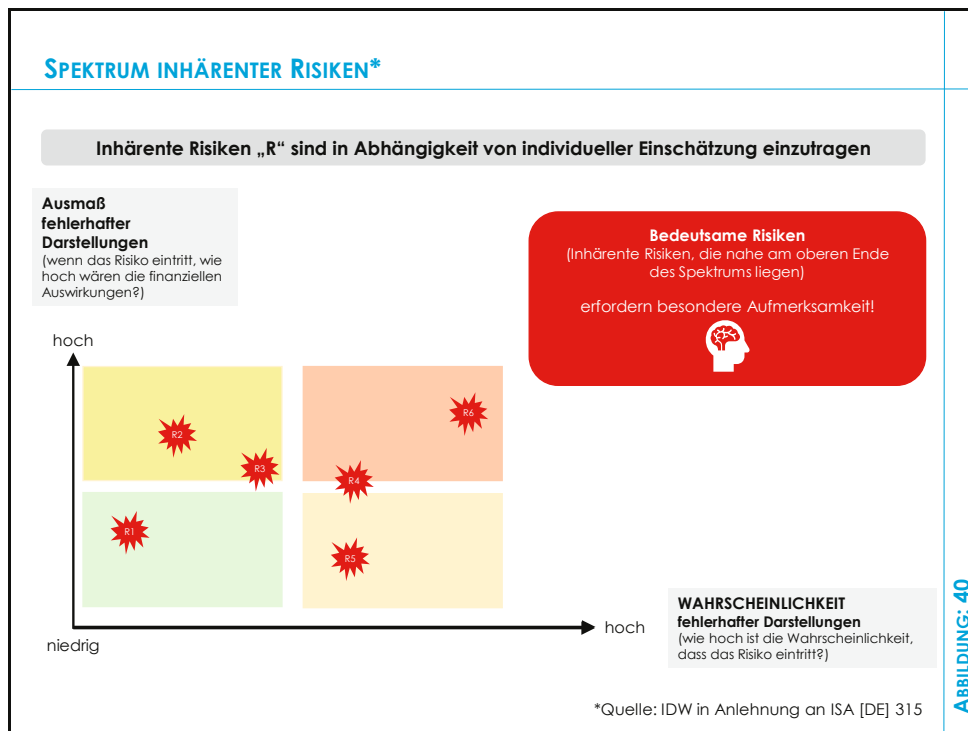 SPEKTRUM INHÄRENTER RISIKEN*
Inhärente Risiken „R“ sind in Abhängigkeit von individueller Einschätzung einzutragen
Ausmaß
fehlerhafter
Darstellungen
(wenn das Risiko eintritt, wie
hoch wären die finanziellen
Auswirkungen?)
Bedeutsame Risiken
(Inhärente Risiken, die nahe am oberen Ende
des Spektrums liegen)
erfordern besondere Aufmerksamkeit!
hoch
R6
R2
R3
R4
R1
R5
hoch
niedrig
WAHRSCHEINLICHKEIT
fehlerhafter Darstellungen
(wie hoch ist die Wahrscheinlichkeit,
dass das Risiko eintritt?)
*Quelle: IDW in Anlehnung an ISA [DE] 315
ABBILDUNG: 40